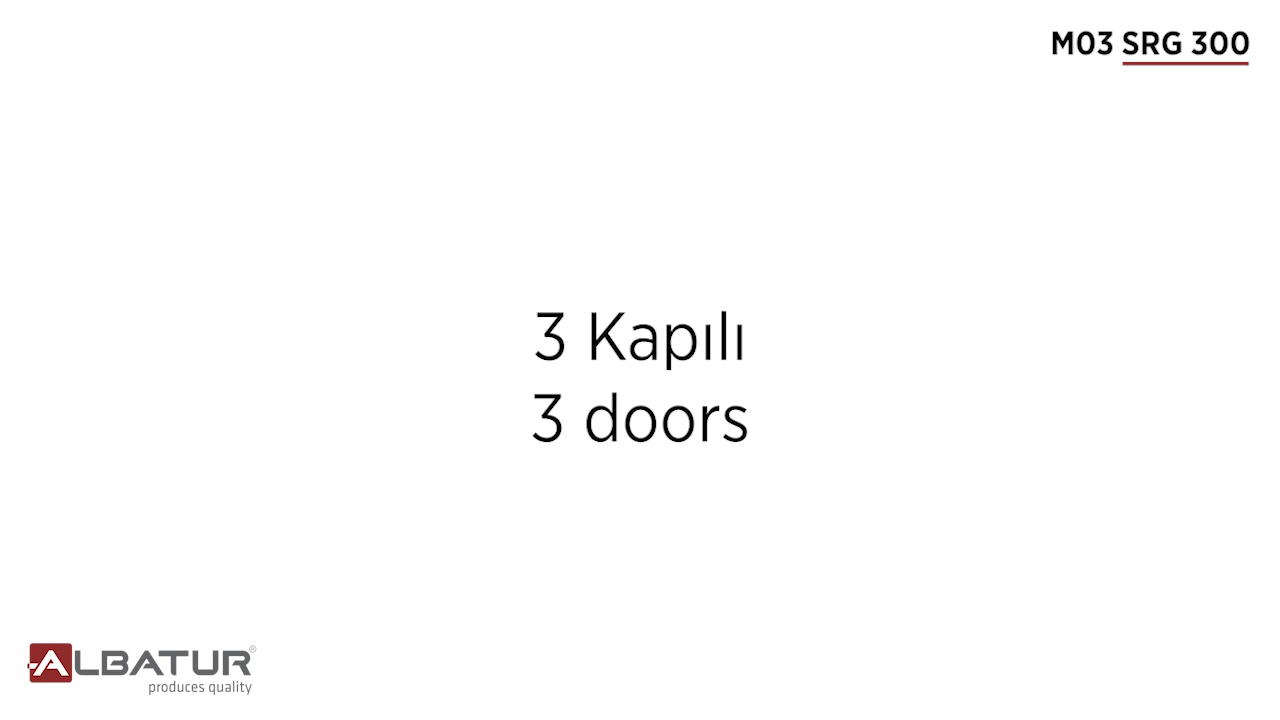 M03 SRG 300
3 Kapılı
3 doors
ALBATUR®
produces quality